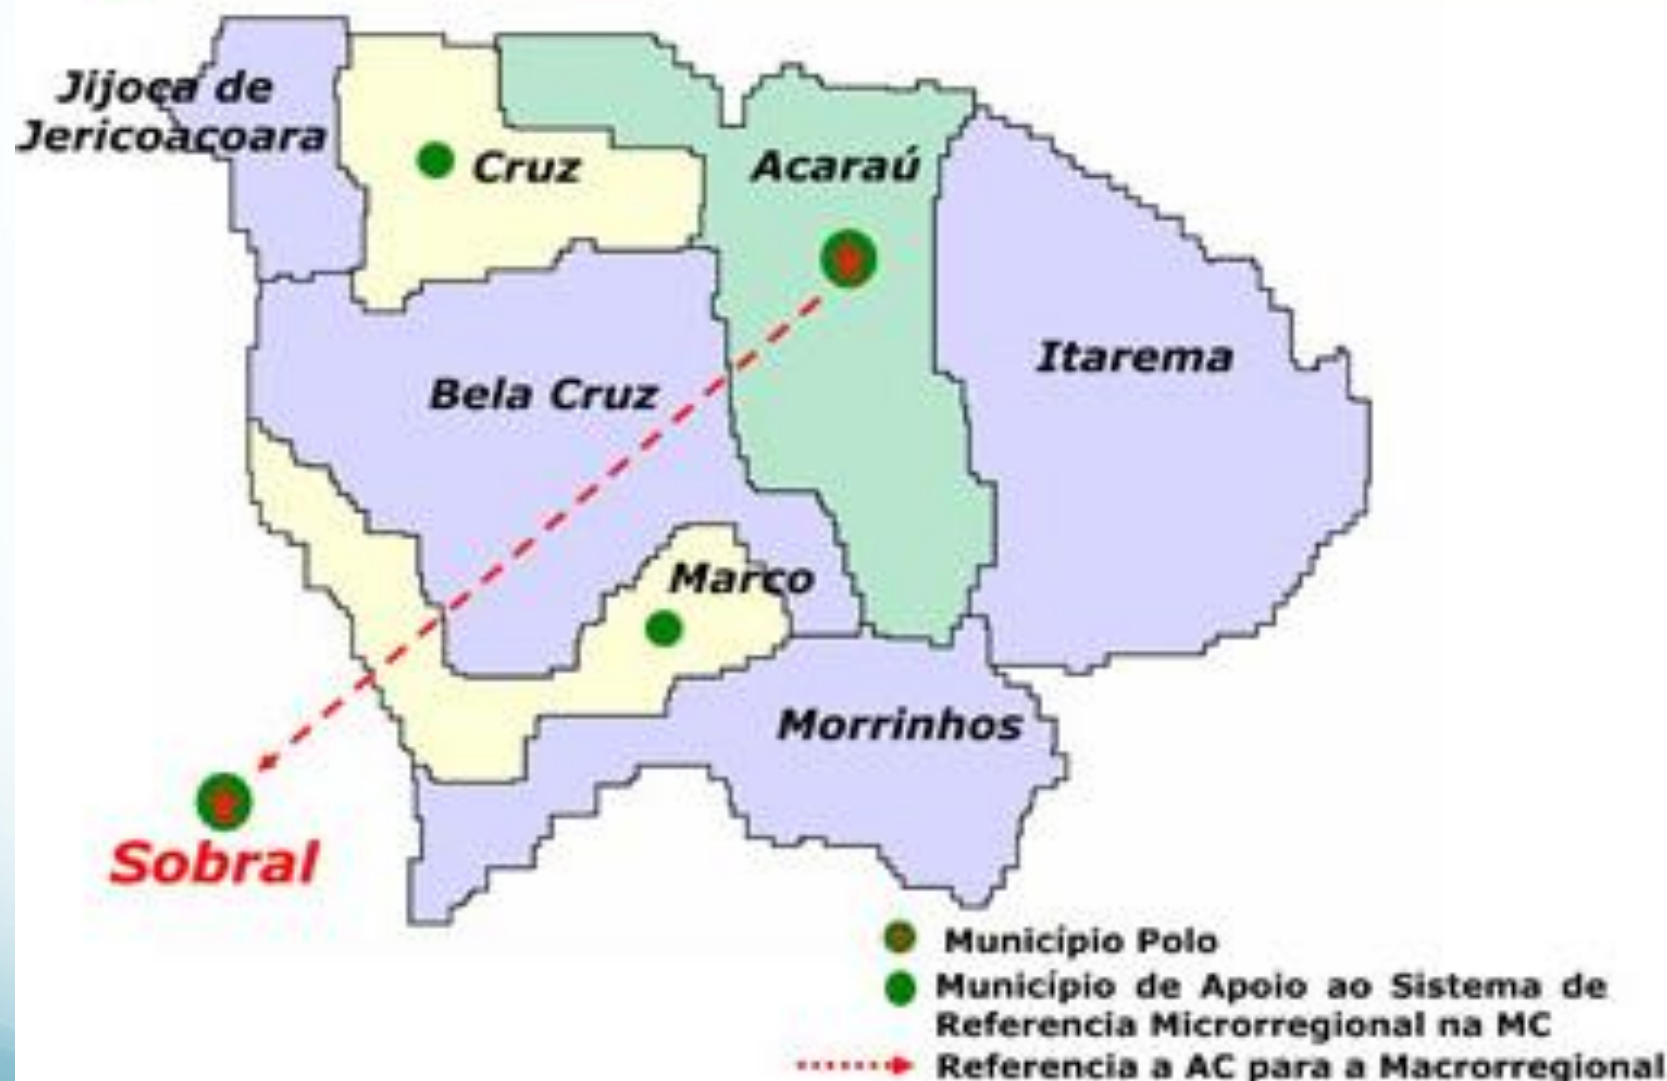 Jijoca de
Jericoacoara
Cruz
Acaraú
Itarema
Bela Cruz
Marco
Morrinhos
Sobral
Município Polo
Município de Apoio ao Sistema de
Referencia Microrregional na MC
Referencia a AC para a Macrorregional